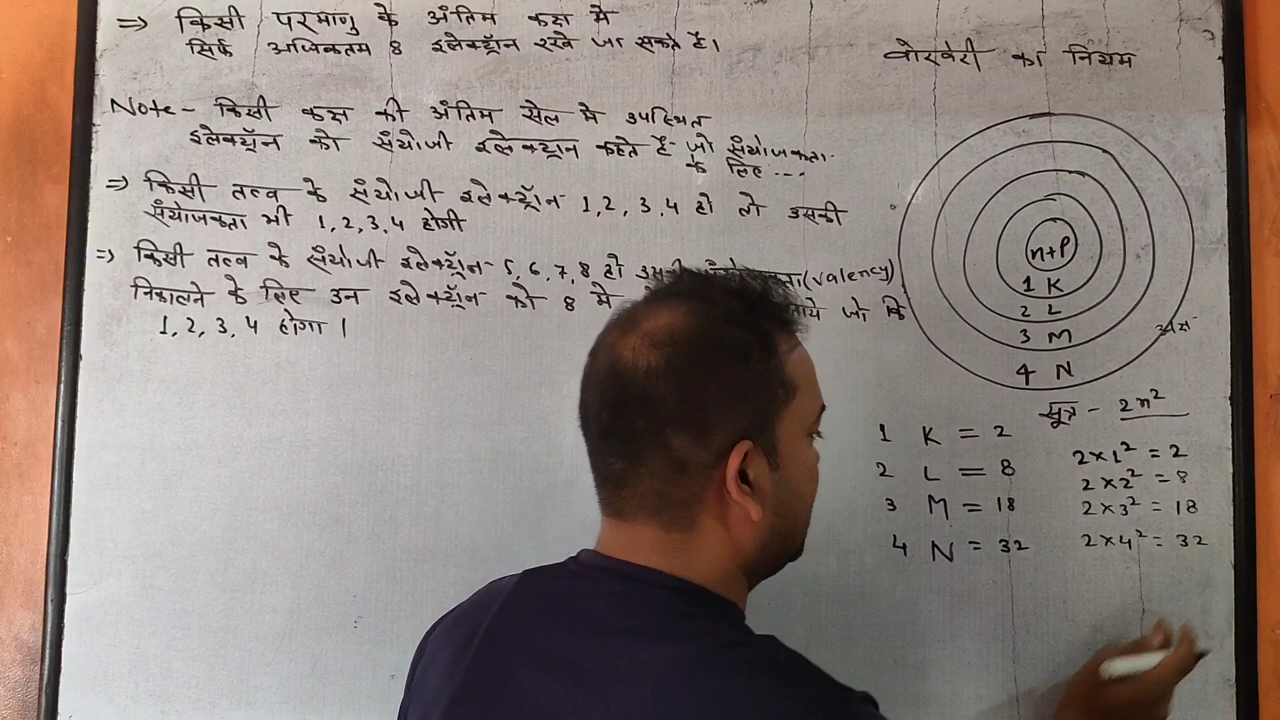 ⇒ किसी परमाणु के अंतिम कक्ष में
सिर्फ अधिकतम 8 इलेक्ट्रॉन रखे जा सकते है।
Note - किसी कक्ष की अंतिम सेल मे उपस्थित
इलेक्ट्रॉन को संयोजी इलेक्ट्रान कहते है- जो संयोजकता
के लिए ...
⇒ किसी तत्व के संयोजी इलेक्ट्रॉन 1,2,3,4 हो तो उसकी
संयोजकता भी 1,2,3,4 होगी
⇒ किसी तत्व के संयोजी इलेक्ट्रॉन- 5,6,7,8 हो (valency)
निकालने के लिए उन इलेक्ट्रॉन को 8 मे जो कि
1,2,3,4 होगा।
बोरबेरी का नियम
n+P
1 K
2 L
3 M
4 N
सूत्र - 2n²
1 K = 2
2 L = 8
3 M = 18
4 N = 32
2×1² = 2
2×2² = 8
2×3² = 18
2×4² = 32